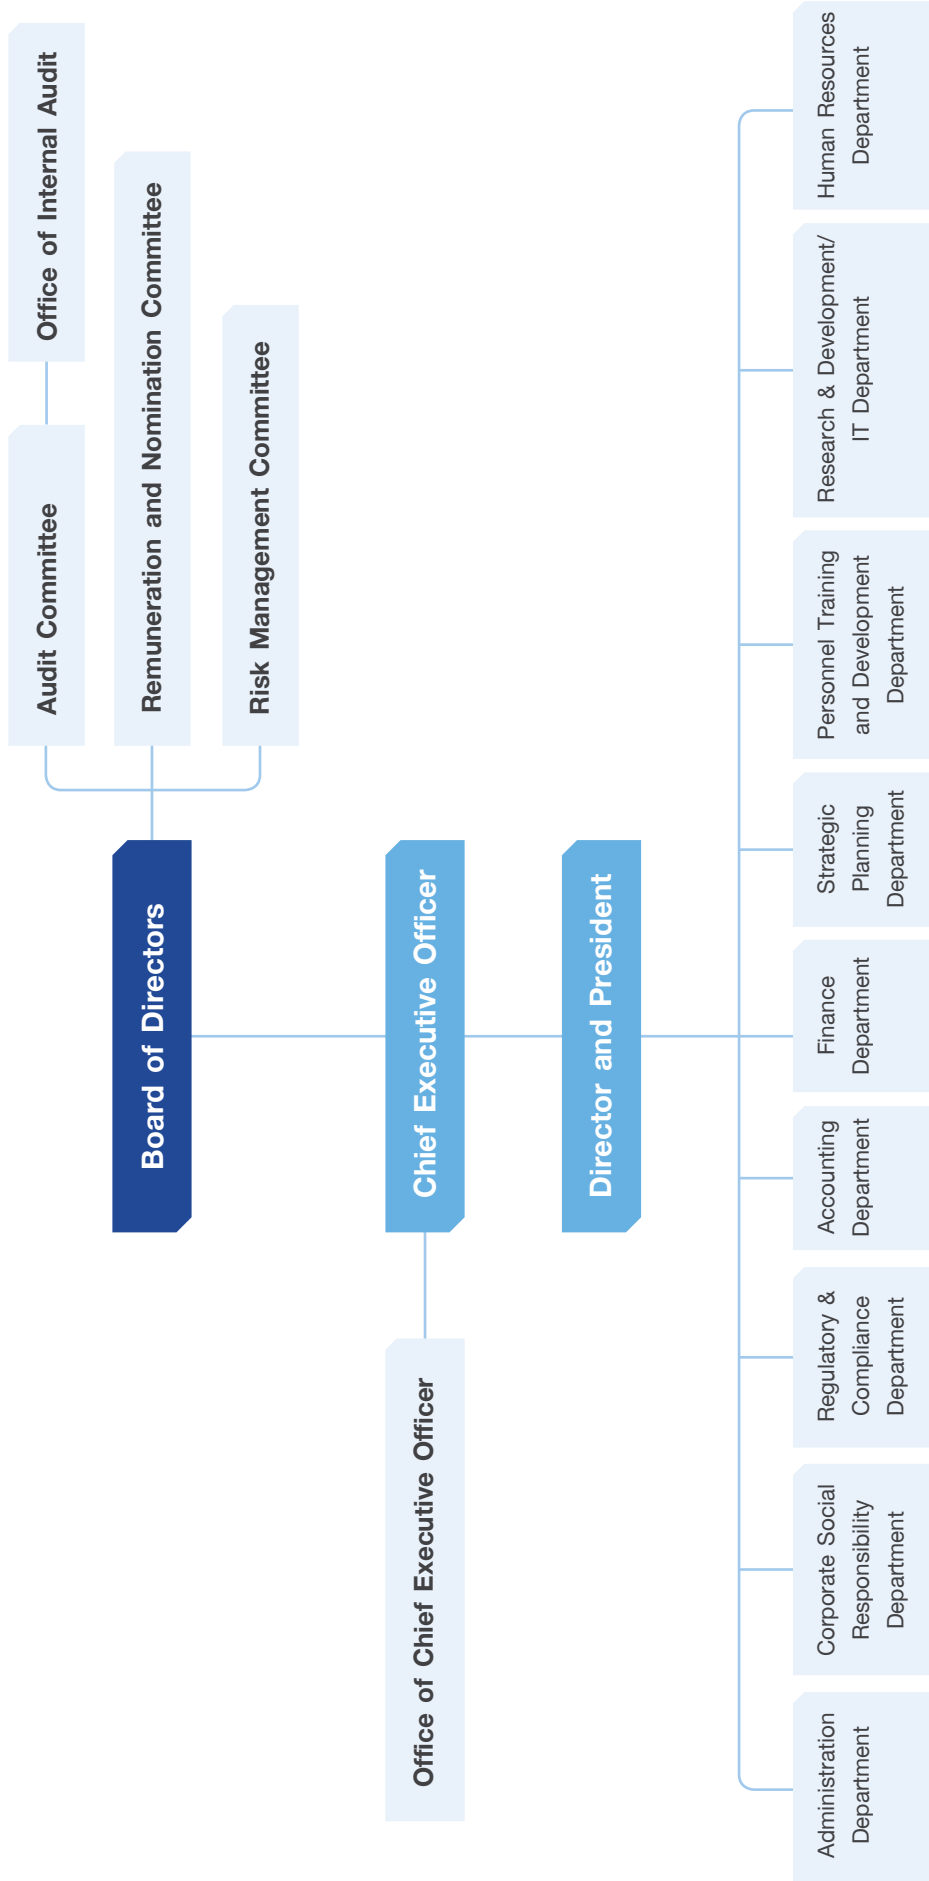 Office of Internal Audit
Audit Committee
Remuneration and Nomination Committee
Risk Management Committee
Board of Directors
Chief Executive Officer
Office of Chief Executive Officer
Director and President
Administration
Department
Corporate Social
Responsibility
Department
Regulatory &
Compliance
Department
Accounting
Department
Finance
Department
Strategic
Planning
Department
Personnel Training
and Development
Department
Research & Development/
IT Department
Human Resources
Department